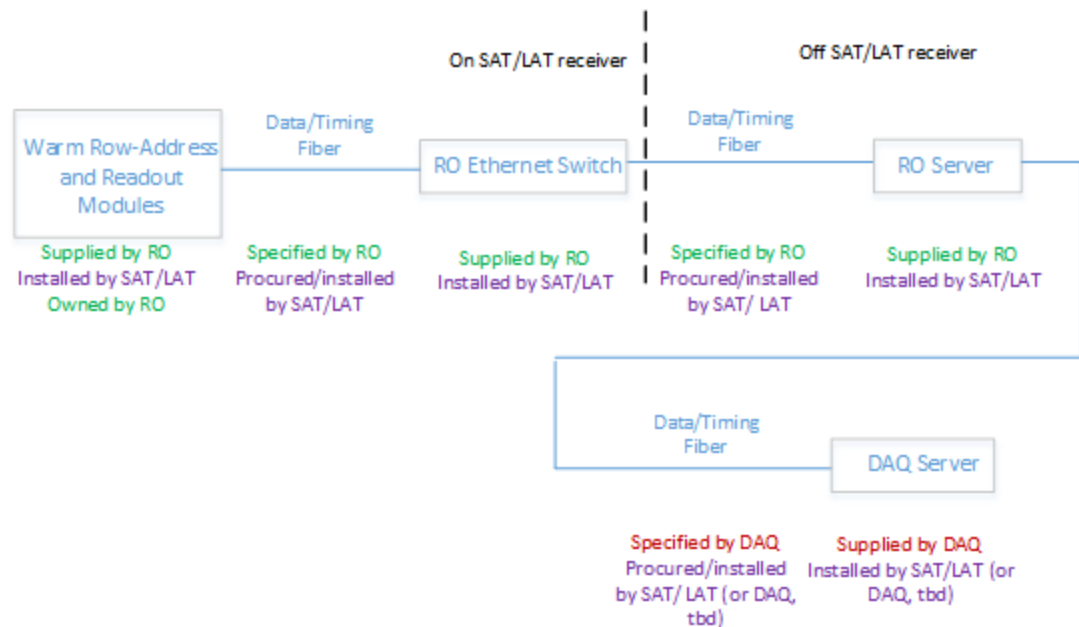 On SAT/LAT receiver
Off SAT/LAT receiver
Warm Row-Address
and Readout
Modules
Data/Timing
Fiber
RO Ethernet Switch
Data/Timing
Fiber
RO Server
Supplied by RO
Installed by SAT/LAT
Owned by RO
Specified by RO
Procured/installed
by SAT/LAT
Supplied by RO
Installed by SAT/LAT
Specified by RO
Procured/installed
by SAT/ LAT
Supplied by RO
Installed by SAT/LAT
Data/Timing
Fiber
DAQ Server
Specified by DAQ
Procured/installed
by SAT/ LAT (or DAQ,
tbd)
Supplied by DAQ
Installed by SAT/LAT (or
DAQ, tbd)